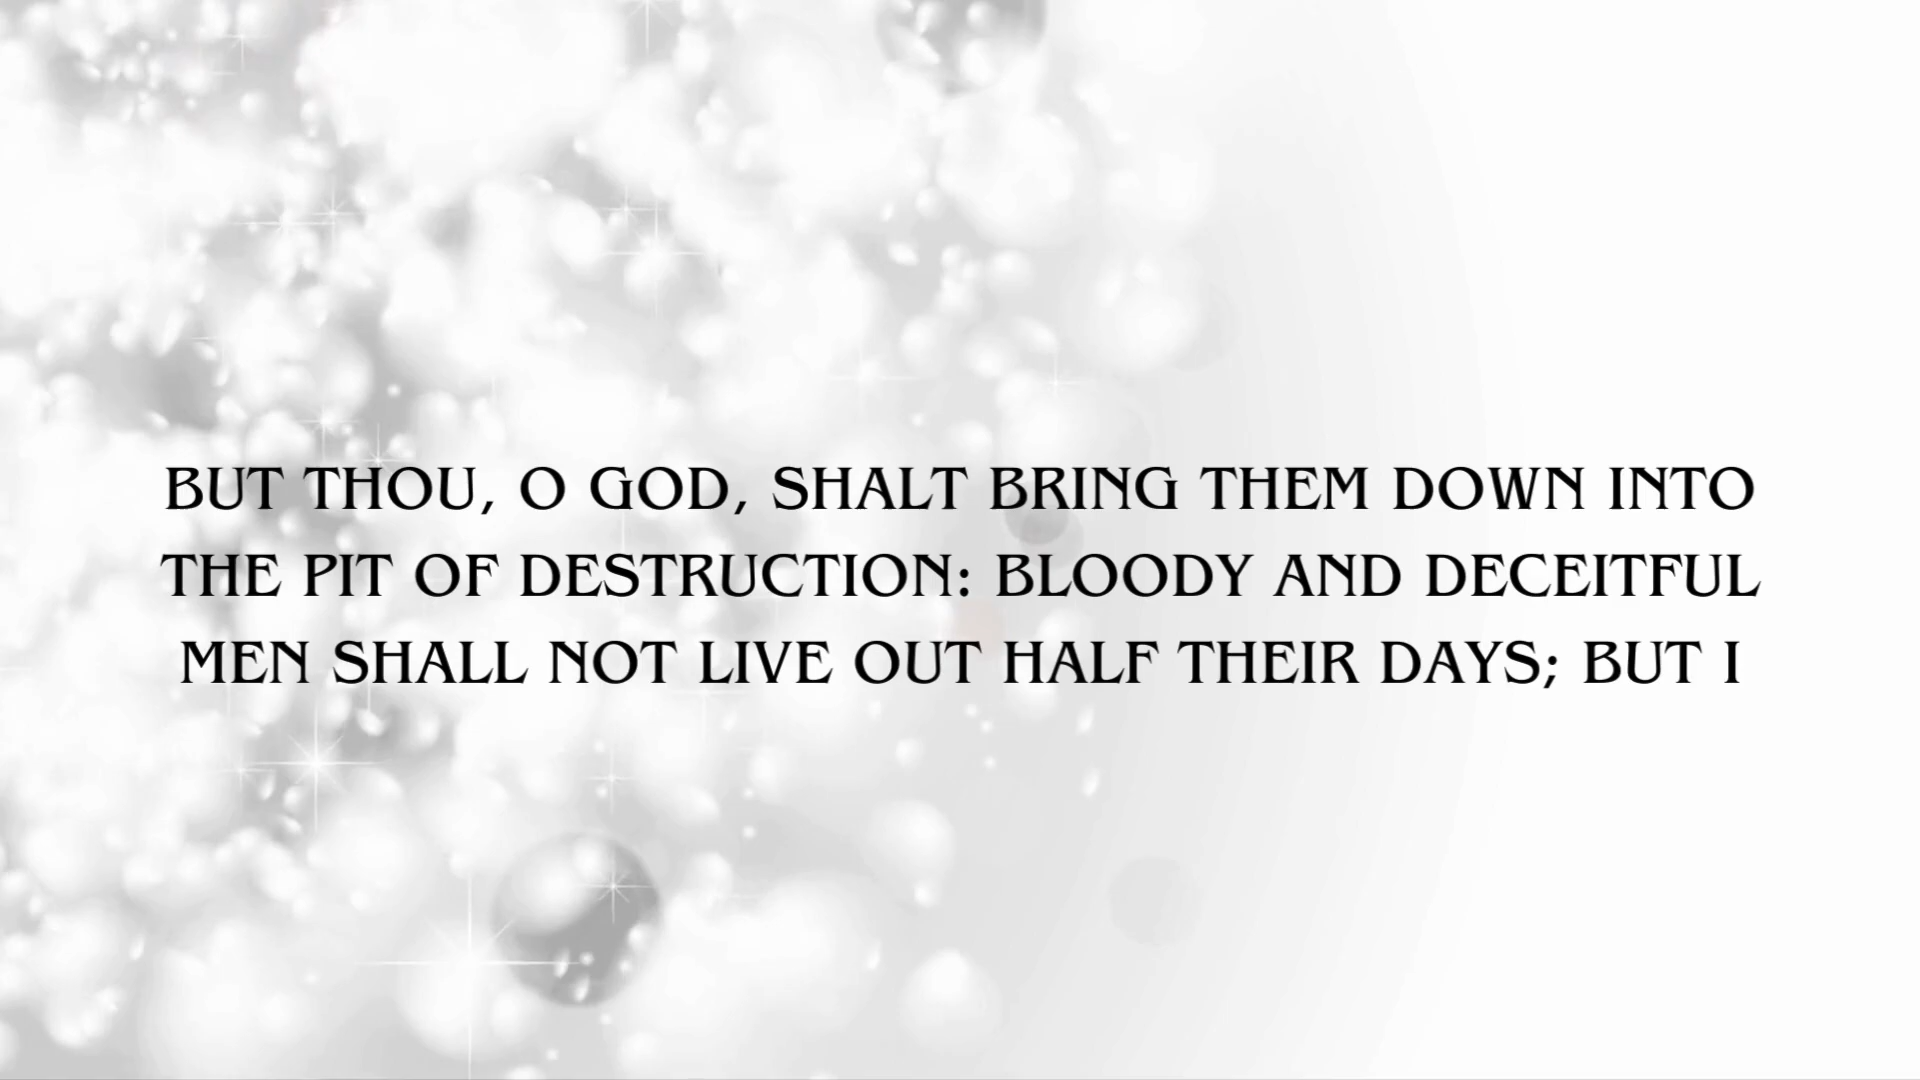 BUT THOU, O GOD, SHALT BRING THEM DOWN INTO
THE PIT OF DESTRUCTION: BLOODY AND DECEITFUL
MEN SHALL NOT LIVE OUT HALF THEIR DAYS; BUT I